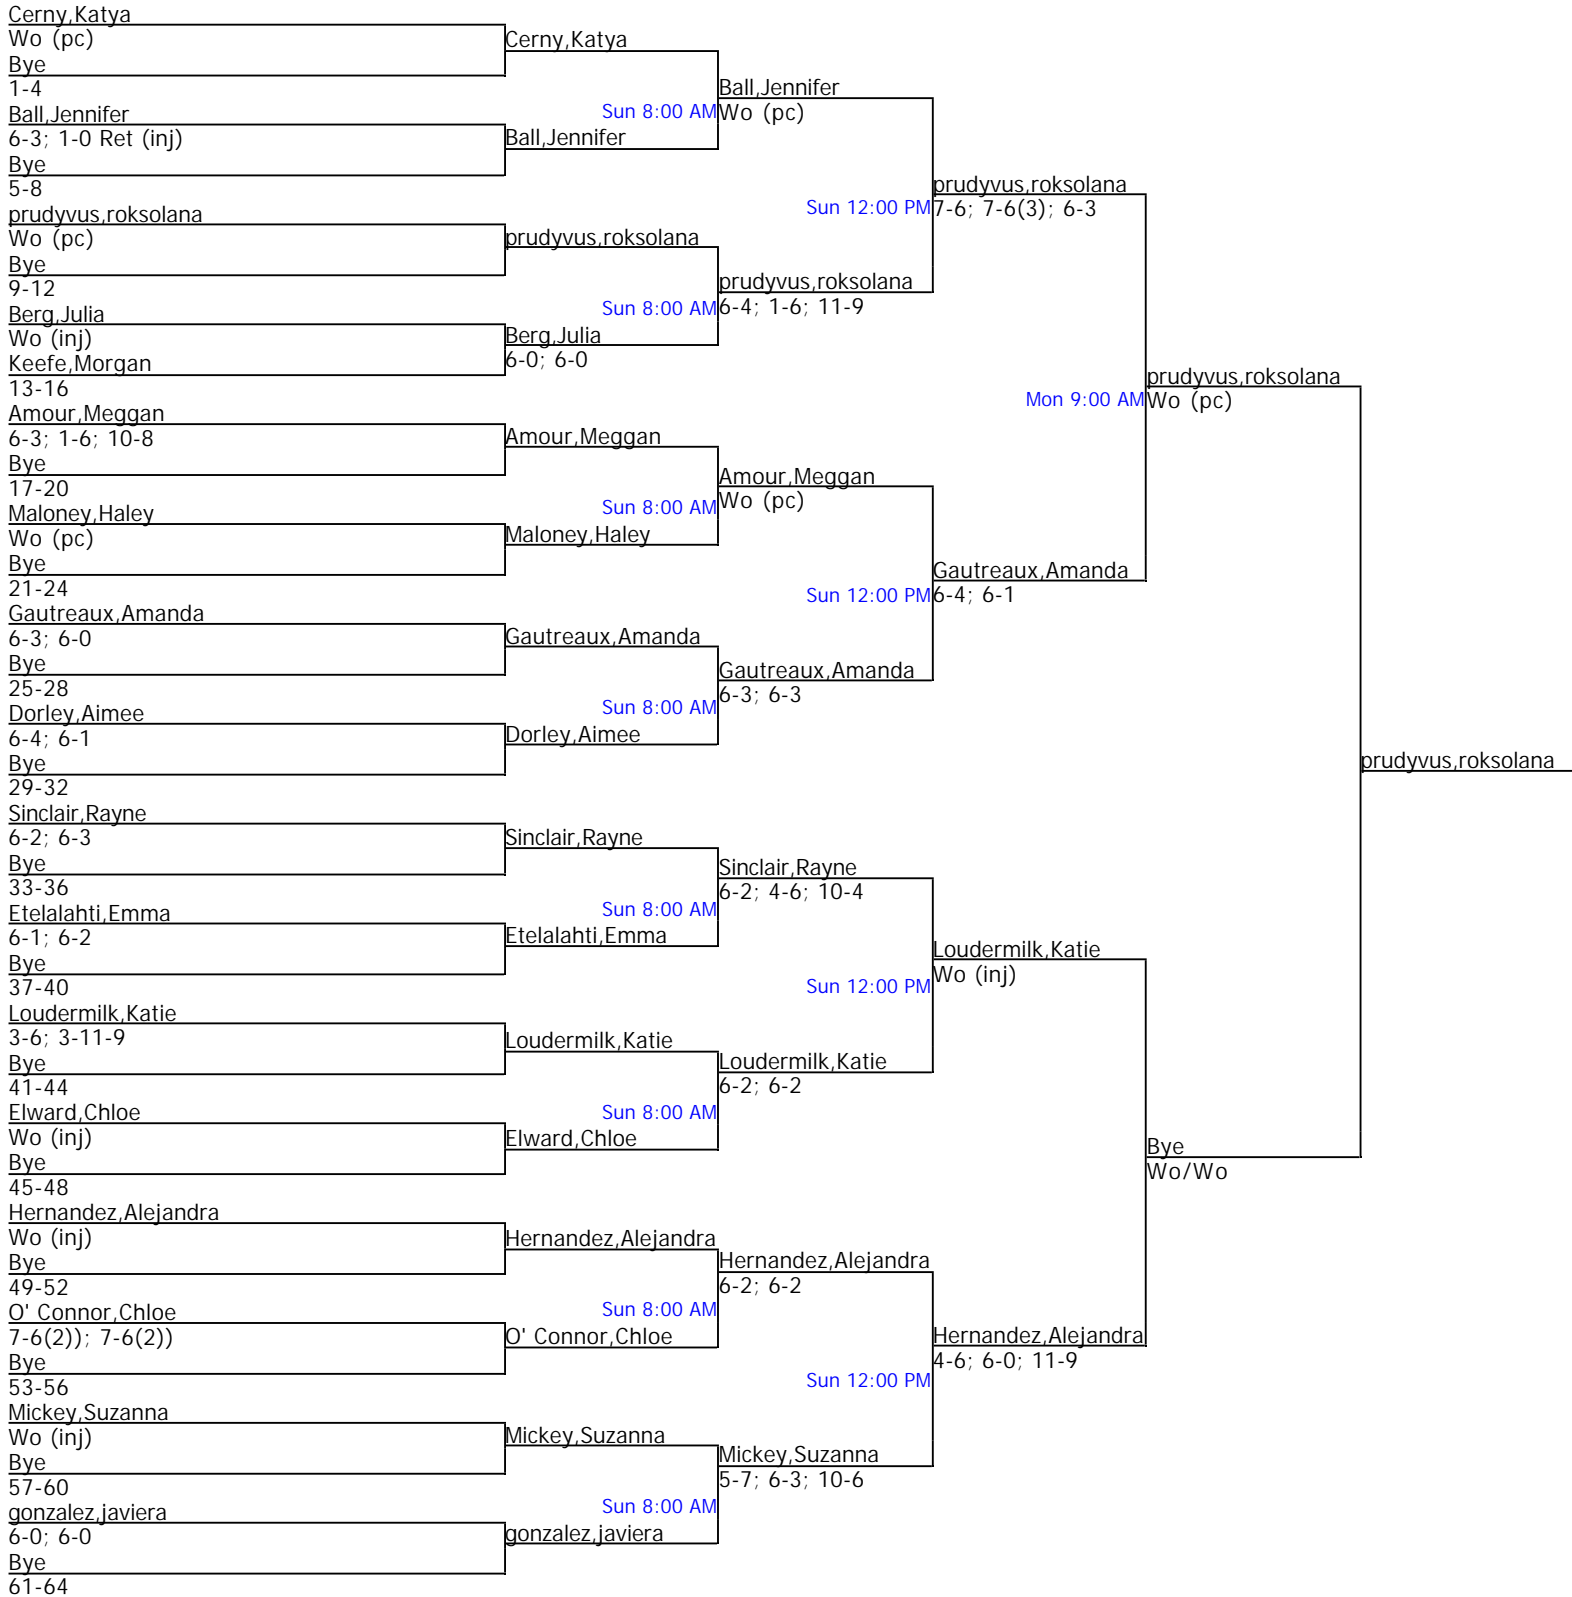 Cerny,Katya
Wo (pc)
Bye
1-4
Ball,Jennifer
6-3; 1-0 Ret (inj)
Bye
5-8
prudyvus,roksolana
Wo (pc)
Bye
9-12
Berg,Julia
Wo (inj)
Keefe,Morgan
13-16
Amour,Meggan
6-3; 1-6; 10-8
Bye
17-20
Maloney,Haley
Wo (pc)
Bye
21-24
Gautreaux,Amanda
6-3; 6-0
Bye
25-28
Dorley,Aimee
6-4; 6-1
Bye
29-32
Sinclair,Rayne
6-2; 6-3
Bye
33-36
Etelalahti,Emma
6-1; 6-2
Bye
37-40
Loudermilk,Katie
3-6; 3-11-9
Bye
41-44
Elward,Chloe
Wo (inj)
Bye
45-48
Hernandez,Alejandra
Wo (inj)
Bye
49-52
O' Connor,Chloe
7-6(2)); 7-6(2))
Bye
53-56
Mickey,Suzanna
Wo (inj)
Bye
57-60
gonzalez,javiera
6-0; 6-0
Bye
61-64
Cerny,Katya
Sun 8:00 AM
Ball,Jennifer
prudyvus,roksolana
Sun 8:00 AM
Berg,Julia
6-0; 6-0
Amour,Meggan
Sun 8:00 AM
Maloney,Haley
Gautreaux,Amanda
Sun 8:00 AM
Dorley,Aimee
Sinclair,Rayne
Sun 8:00 AM
Etelalahti,Emma
Loudermilk,Katie
Sun 8:00 AM
Elward,Chloe
Hernandez,Alejandra
Sun 8:00 AM
O' Connor,Chloe
Mickey,Suzanna
Sun 8:00 AM
gonzalez,javiera
Ball,Jennifer
Wo (pc)
Sun 12:00 PM
prudyvus,roksolana
6-4; 1-6; 11-9
Amour,Meggan
Wo (pc)
Sun 12:00 PM
Gautreaux,Amanda
6-3; 6-3
Sinclair,Rayne
6-2; 4-6; 10-4
Sun 12:00 PM
Loudermilk,Katie
6-2; 6-2
Hernandez,Alejandra
6-2; 6-2
Sun 12:00 PM
Mickey,Suzanna
5-7; 6-3; 10-6
prudyvus,roksolana
7-6; 7-6(3); 6-3
Mon 9:00 AM
Gautreaux,Amanda
6-4; 6-1
Loudermilk,Katie
Wo (inj)
Hernandez,Alejandra
4-6; 6-0; 11-9
prudyvus,roksolana
Wo (pc)
Bye
Wo/Wo
prudyvus,roksolana